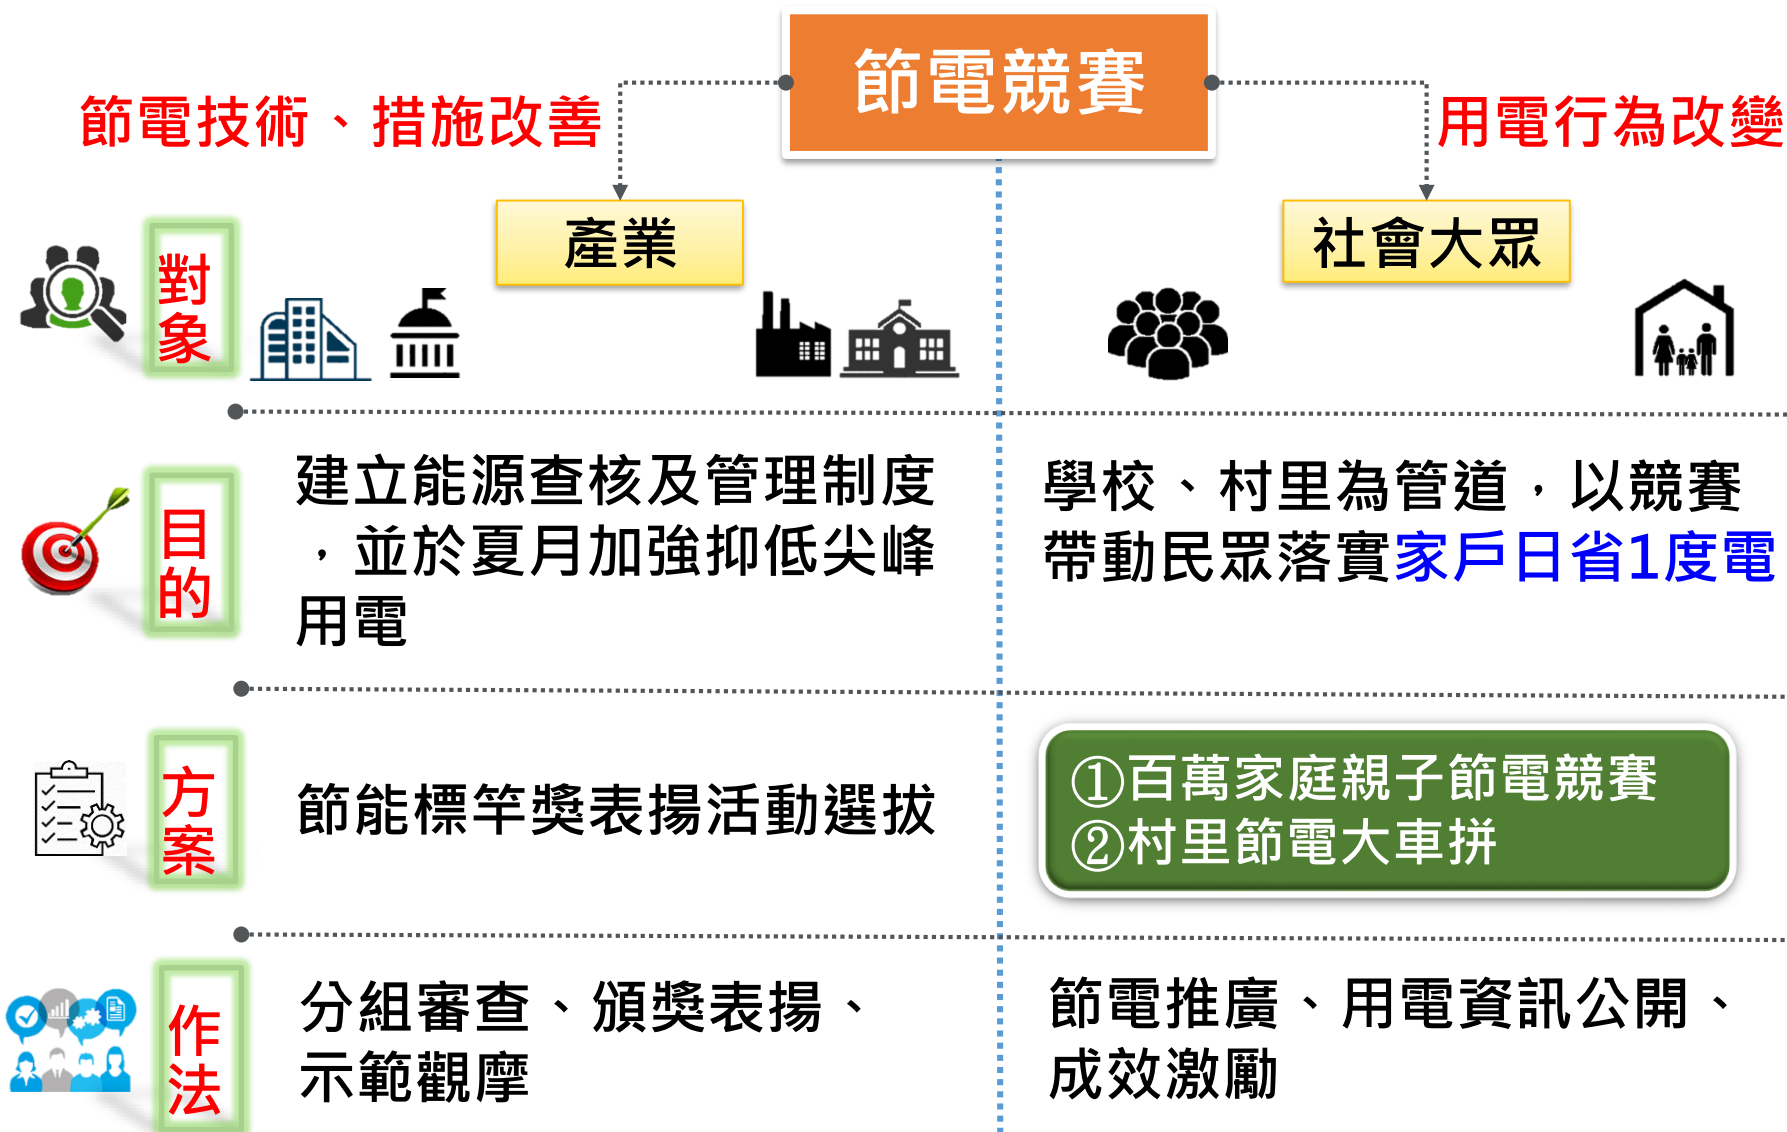 節電競賽
節電技術、措施改善
用電行為改變
產業
社會大眾
對
象
目
的
建立能源查核及管理制度
，並於夏月加強抑低尖峰
用電
學校、村里為管道，以競賽
帶動民眾落實家戶日省1度電
方
案
節能標竿獎表揚活動選拔
①百萬家庭親子節電競賽
②村里節電大車拼
作
法
分組審查、頒獎表揚、
示範觀摩
節電推廣、用電資訊公開、
成效激勵